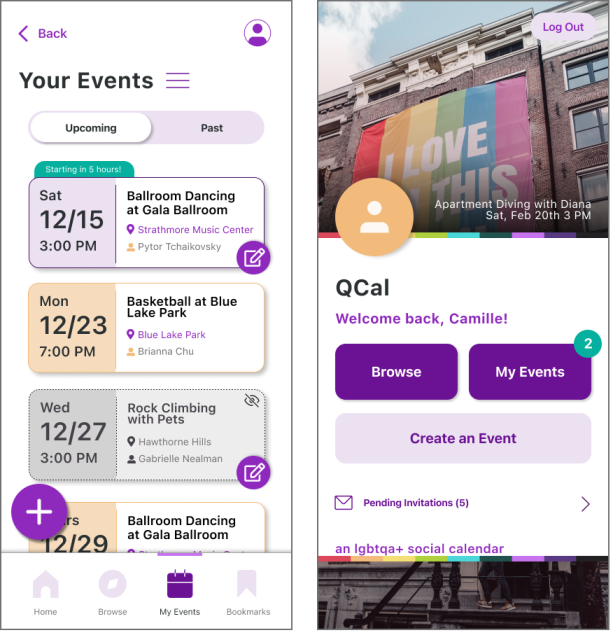 Back
Your Events
Upcoming
Past
Starting in 5 hours!
Sat
12/15
3:00 PM
Ballroom Dancing
at Gala Ballroom
Strathmore Music Center
Pytor Tchaikovsky
Mon
12/23
7:00 PM
Basketball at Blue
Lake Park
Blue Lake Park
Brianna Chu
Wed
12/27
3:00 PM
Rock Climbing
with Pets
Hawthorne Hills
Gabrielle Nealman
12/29
Ballroom Dancing
at Gala Ballroom
Home
Browse
My Events
Bookmarks
Log Out
I LOVE
THIS
Apartment Diving with Diana
Sat, Feb 20th 3 PM
QCal
Welcome back, Camille!
Browse
My Events
2
Create an Event
Pending Invitations (5)
an lgbtqa+ social calendar